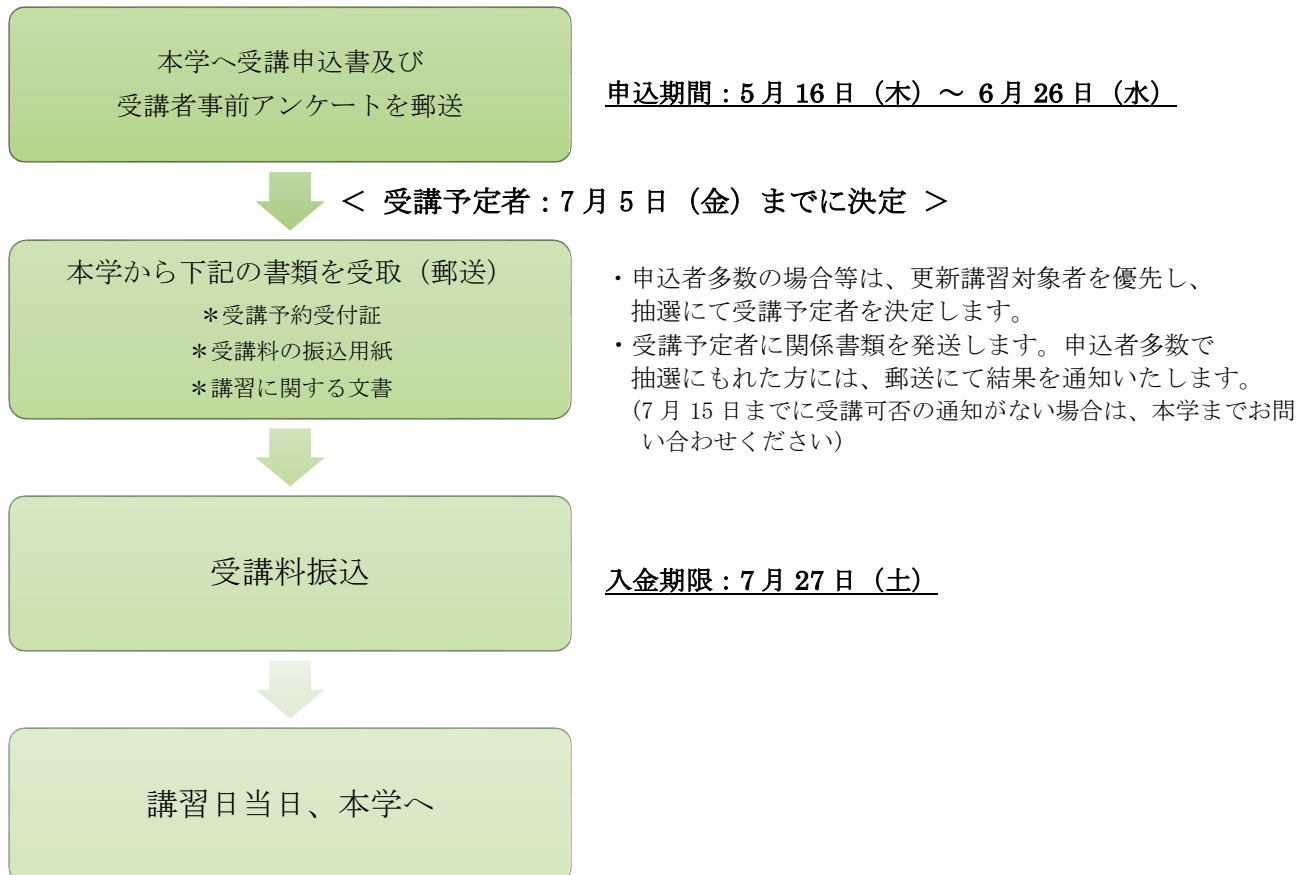 本学へ受講申込書及び
受講者事前アンケートを郵送
申込期間：5 月 16 日（木）～ 6 月 26 日（水）
＜ 受講予定者：7 月 5 日（金）までに決定 ＞
本学から下記の書類を受取（郵送）
＊受講予約受付証
＊受講料の振込用紙
＊講習に関する文書
・申込者多数の場合等は、更新講習対象者を優先し、
抽選にて受講予定者を決定します。
・受講予定者に関係書類を発送します。申込者多数で
抽選にもれた方には、郵送にて結果を通知いたします。
（7 月 15 日までに受講可否の通知がない場合は、本学までお問
い合わせください）
受講料振込
入金期限：7 月 27 日（土）
講習日当日、本学へ